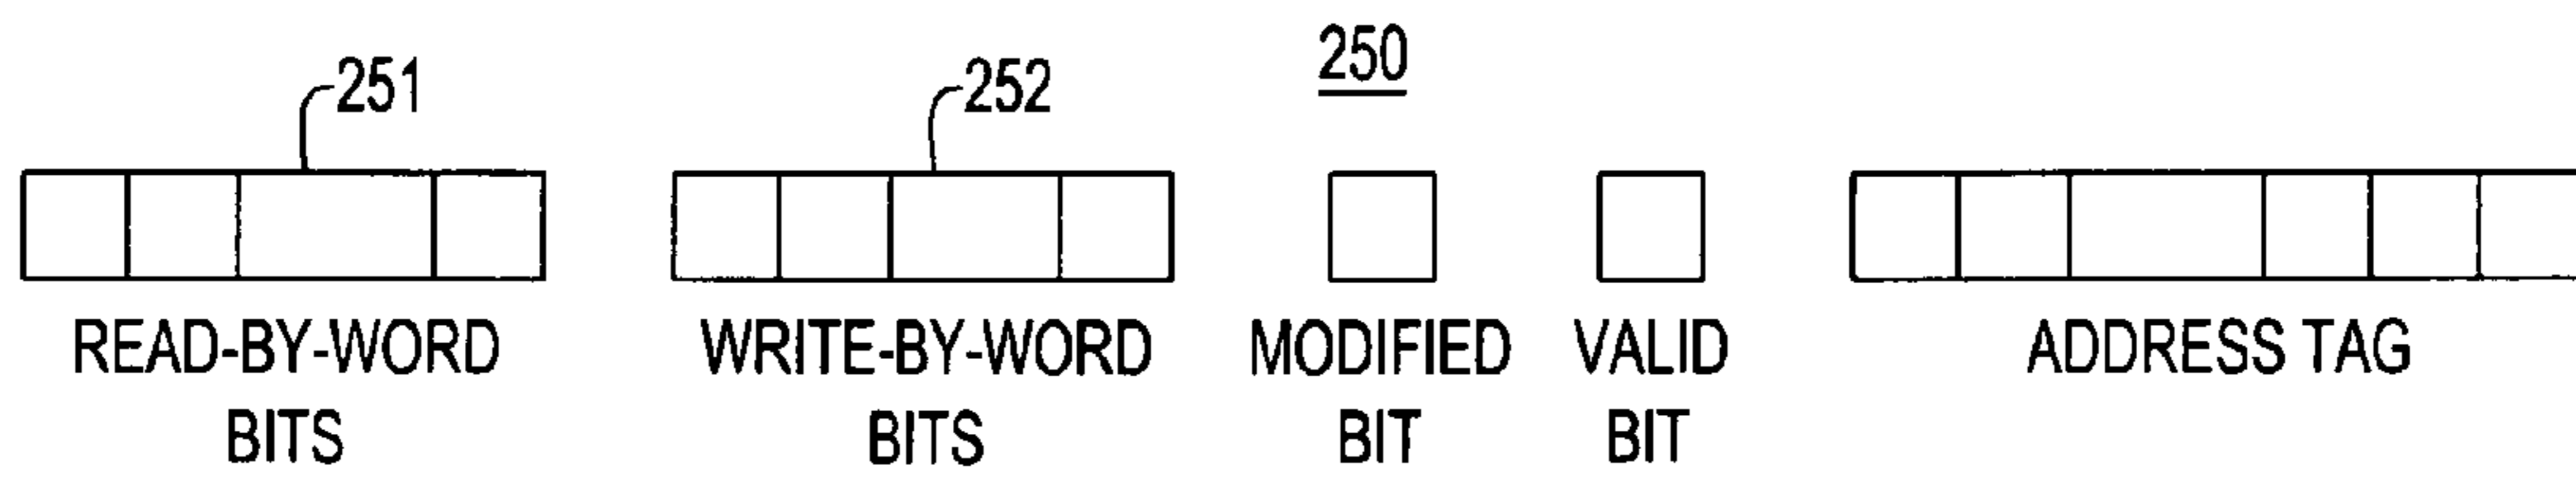 250
251
252
READ-BY-WORD BITS
WRITE-BY-WORD BITS
MODIFIED BIT
VALID BIT
ADDRESS TAG